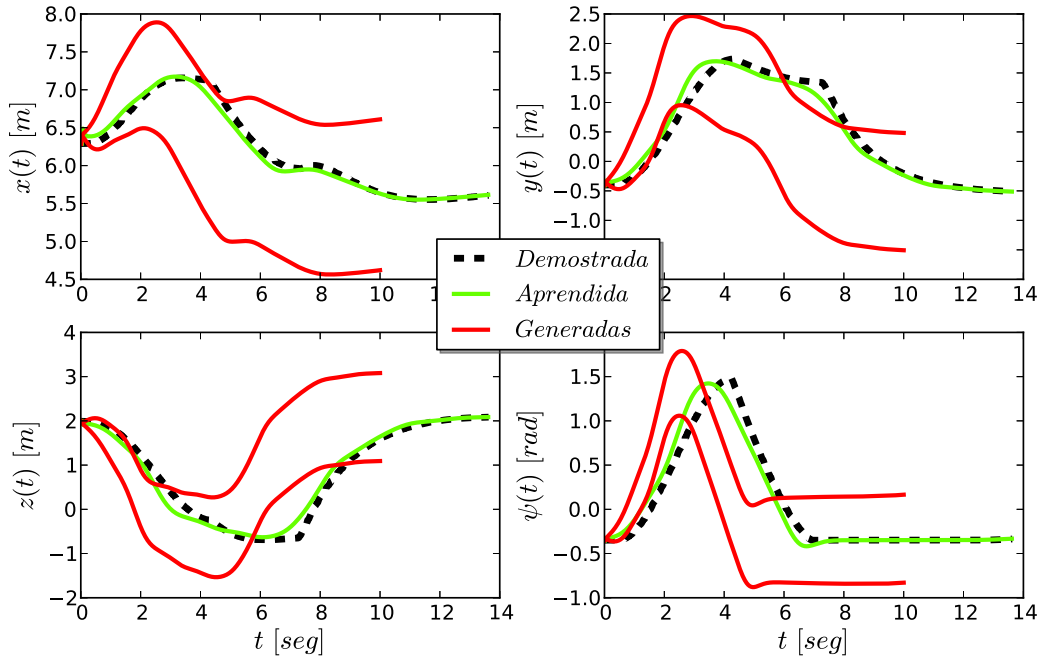 8.0
7.5
7.0
6.5
6.0
5.5
5.0
4.5
x(t) [m]
0 2 4 6 8 10
2.5
2.0
1.5
1.0
0.5
0.0
−0.5
−1.0
y(t) [m]
2 4 6 8 10 12 14
Demostrada
Aprendida
Generadas
4
3
2
1
0
−1
−2
z(t) [m]
0 2 4 6 8 10 12 14
t [seg]
1.5
1.0
0.5
0.0
−0.5
−1.0
ψ(t) [rad]
0 2 4 6 8 10 12 14
t [seg]